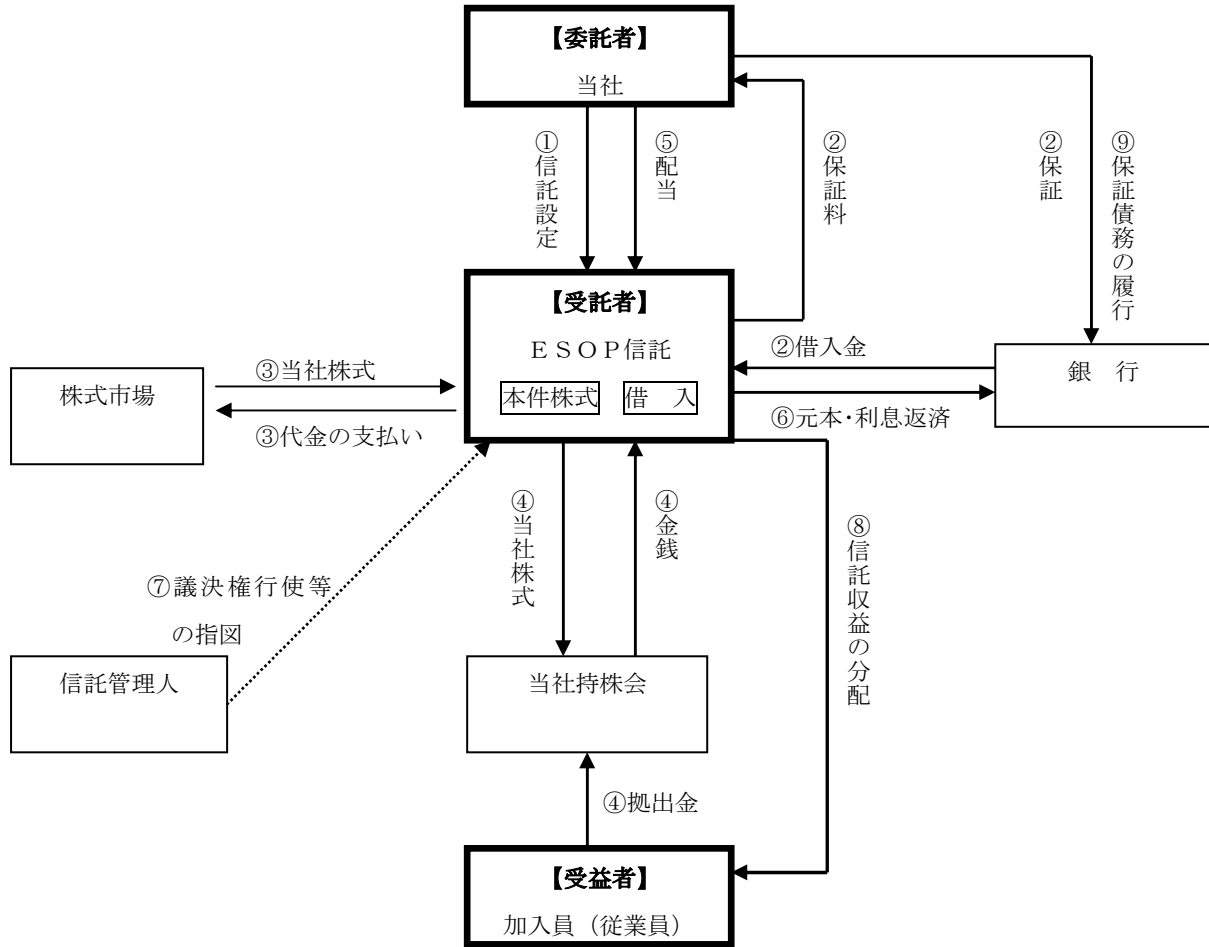 【委託者】
当社
①信託設定
⑤配当
②保証料
②保証
⑨保証債務の履行
【受託者】
ＥＳＯＰ信託
本件株式 借　入
株式市場
③当社株式
③代金の支払い
②借入金
⑥元本・利息返済
銀　行
④当社株式
④金銭
⑧信託収益の分配
⑦議決権行使等
の指図
信託管理人
当社持株会
④拠出金
【受益者】
加入員（従業員）